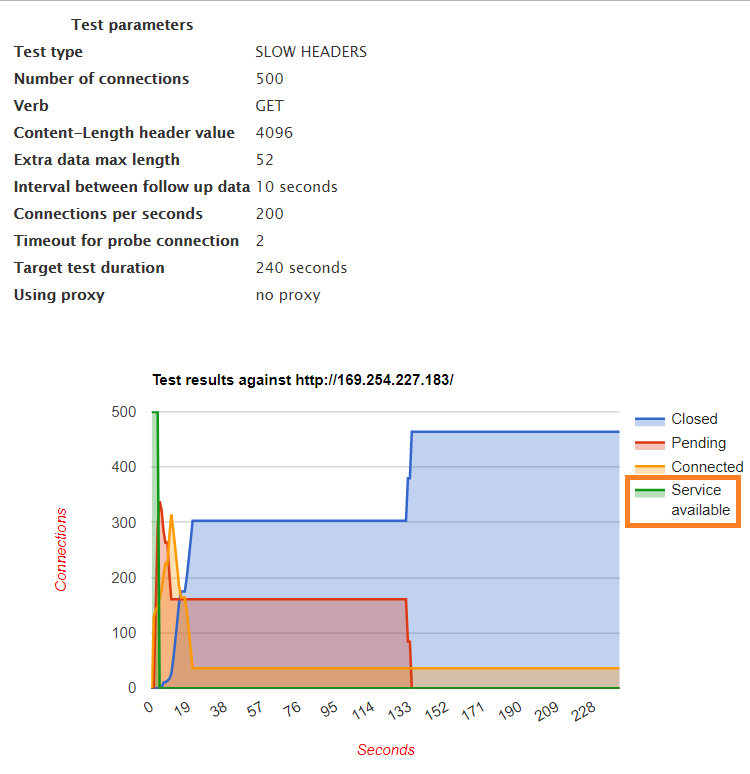 Test parameters
Test type SLOW HEADERS
Number of connections 500
Verb GET
Content-Length header value 4096
Extra data max length 52
Interval between follow up data 10 seconds
Connections per seconds 200
Timeout for probe connection 2
Target test duration 240 seconds
Using proxy no proxy
Test results against http://169.254.227.183/
500
400
300
200
100
0
Connections
0 19 38 57 76 95 114 133 152 171 190 209 228
Seconds
Closed
Pending
Connected
Service
available